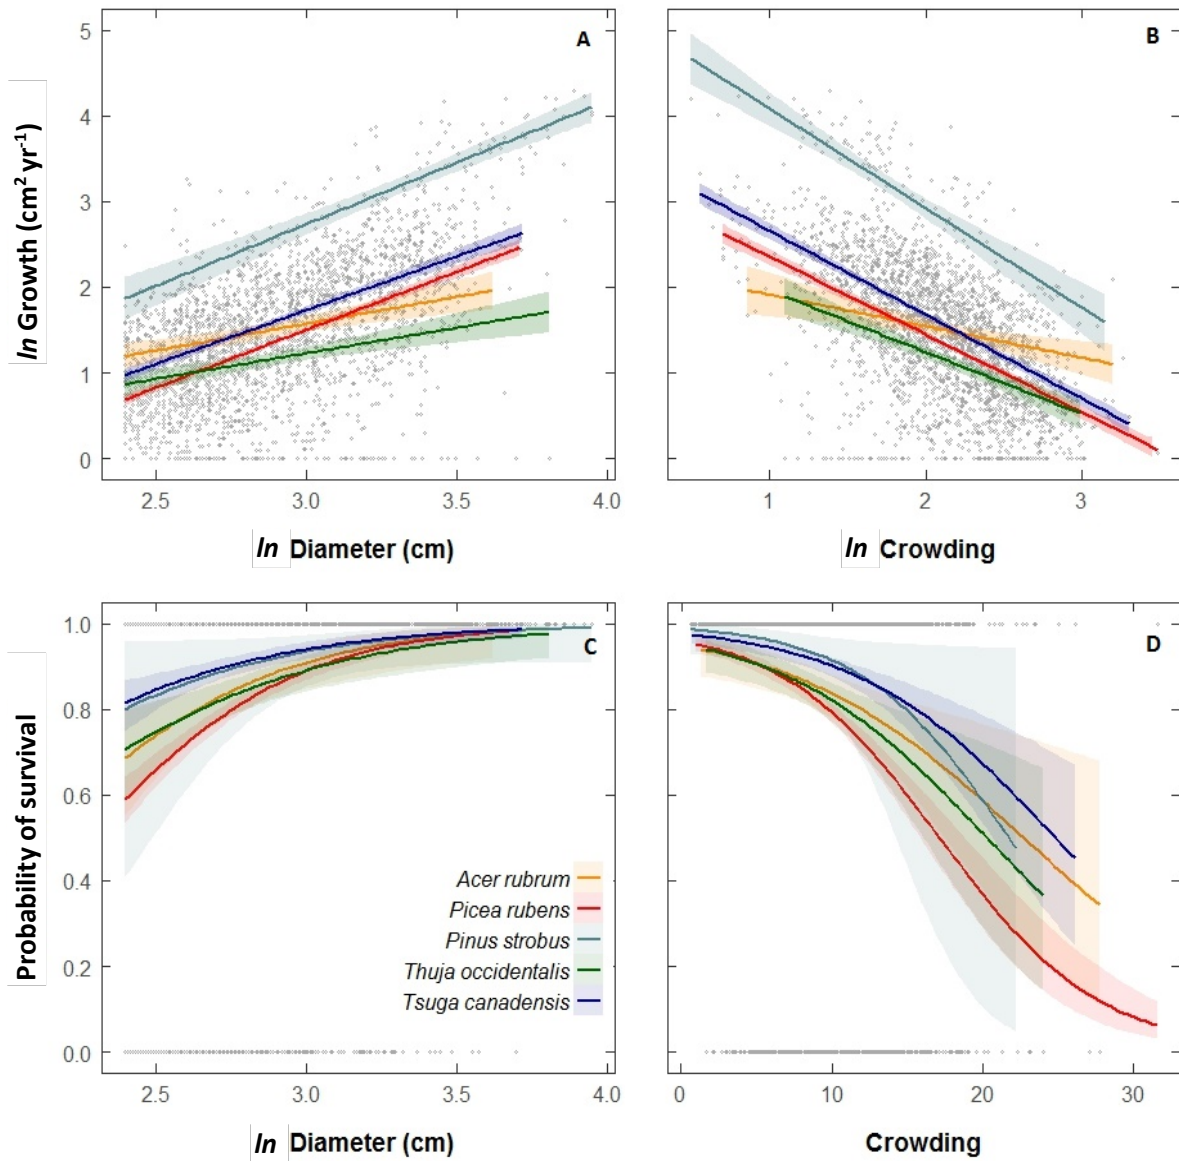 A
B
5
4
3
2
1
0
ln Growth (cm² yr⁻¹)
2.5 3.0 3.5 4.0
1 2 3
ln Diameter (cm)
ln Crowding
C
D
1.0
0.8
0.6
0.4
0.2
0.0
Probability of survival
Acer rubrum
Picea rubens
Pinus strobus
Thuja occidentalis
Tsuga canadensis
2.5 3.0 3.5 4.0
0 10 20 30
ln Diameter (cm)
Crowding